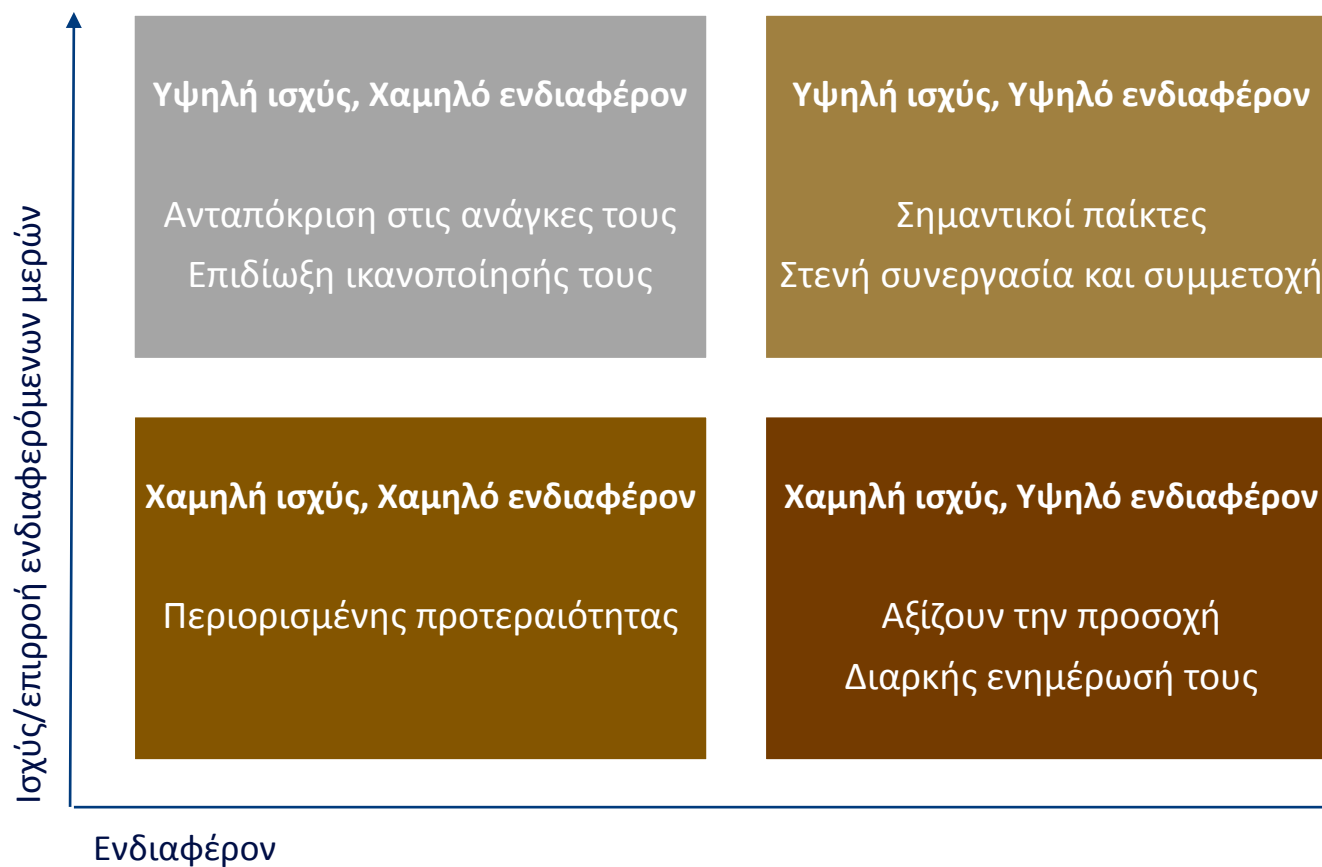 Ισχύς/επιρροή ενδιαφερόμενων μερών
Υψηλή ισχύς, Χαμηλό ενδιαφέρον
Ανταπόκριση στις ανάγκες τους
Επιδίωξη ικανοποίησής τους
Υψηλή ισχύς, Υψηλό ενδιαφέρον
Σημαντικοί παίκτες
Στενή συνεργασία και συμμετοχή
Χαμηλή ισχύς, Χαμηλό ενδιαφέρον
Περιορισμένης προτεραιότητας
Χαμηλή ισχύς, Υψηλό ενδιαφέρον
Αξίζουν την προσοχή
Διαρκής ενημέρωσή τους
Ενδιαφέρον